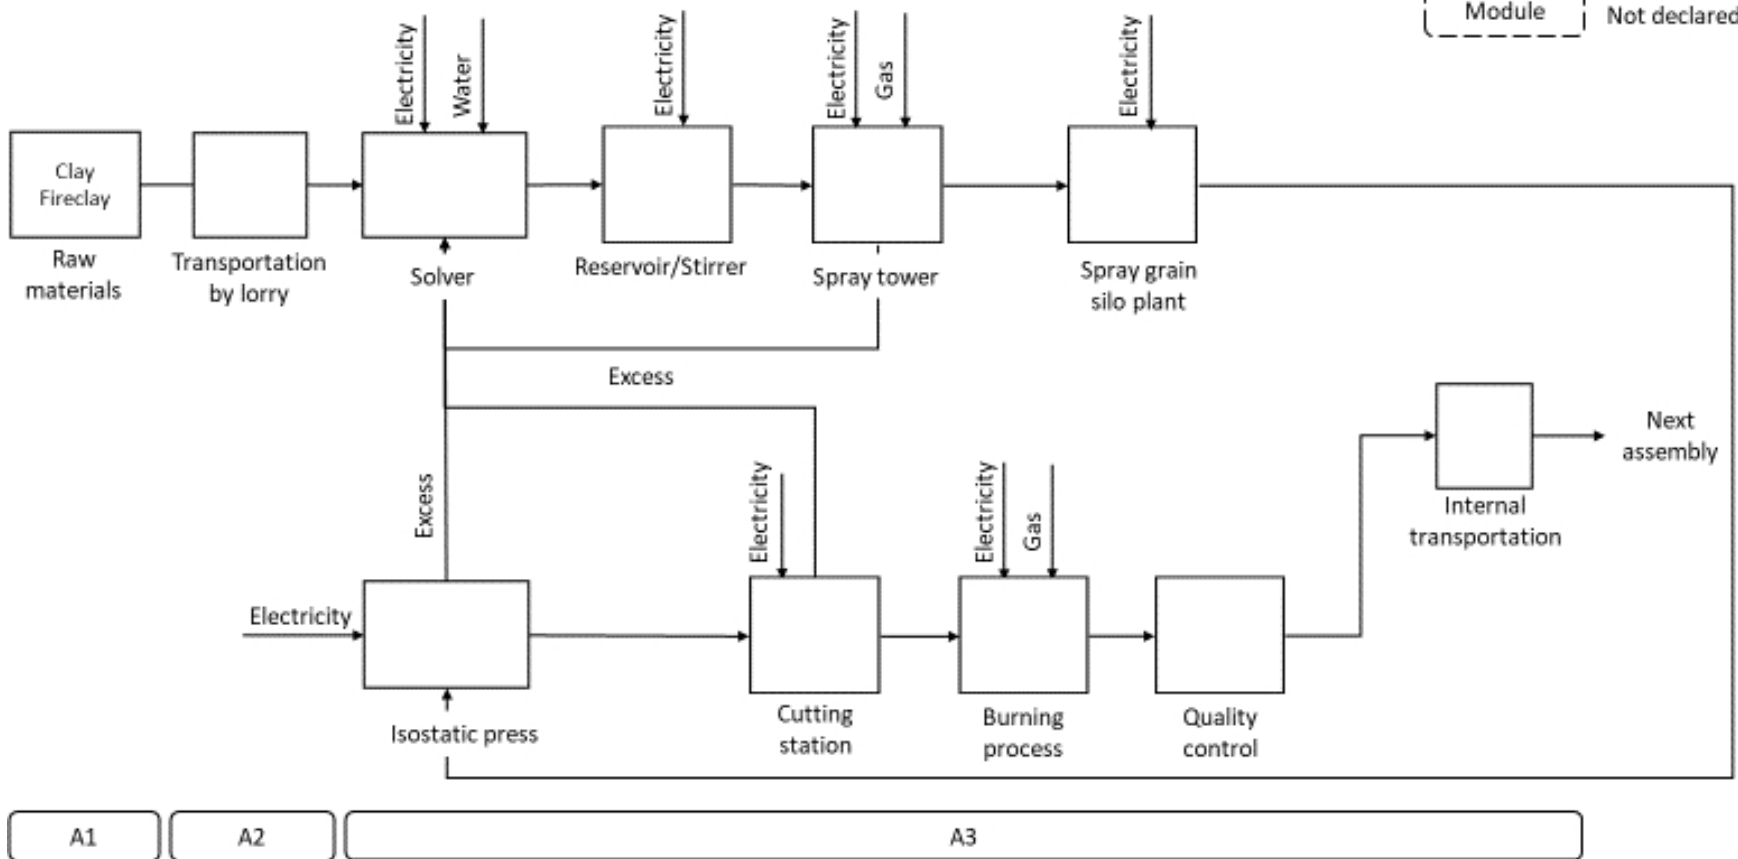 Module
Not declared
Electricity
Water
Electricity
Electricity
Gas
Electricity
Clay
Fireclay
Raw
materials
Transportation
by lorry
Solver
Reservoir/Stirrer
Spray tower
Spray grain
silo plant
Excess
Excess
Next
assembly
Internal
transportation
Electricity
Electricity
Gas
Electricity
Isostatic press
Cutting
station
Burning
process
Quality
control
A1
A2
A3